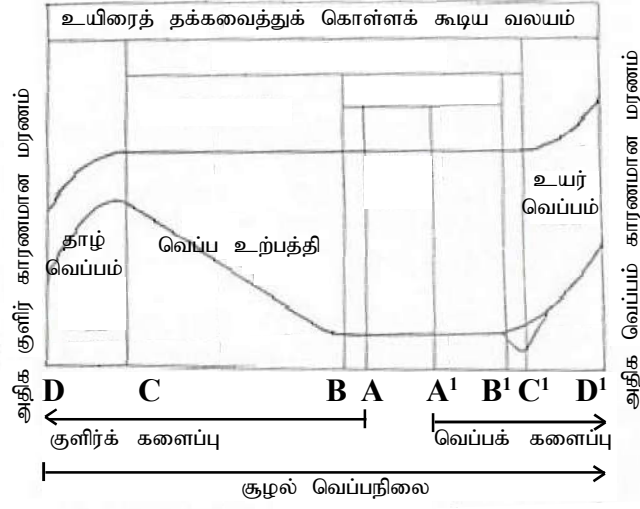 உயிரைத் தக்கவைத்துக் கொள்ளக் கூடிய வலயம்
அதிக குளிர் காரணமான மரணம்
அதிக வெப்பம் காரணமான மரணம்
உயர்
வெப்பம்
தாழ்
வெப்பம்
வெப்ப உற்பத்தி
D C B A A¹ B¹ C¹ D¹
குளிர்க் களைப்பு
வெப்பக் களைப்பு
சூழல் வெப்பநிலை